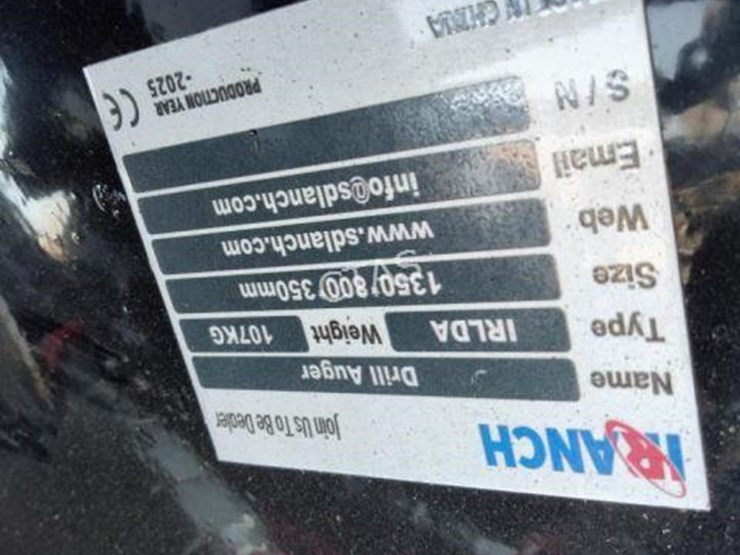 IRANCH
Join Us To Be Dealer
Name Drill Auger
Type IRLDA Weight 107KG
Size 1350*800*350mm
Web www.sdlanch.com
Email info@sdlanch.com
S/N
PRODUCTION YEAR
-2025
CE
MADE IN CHINA